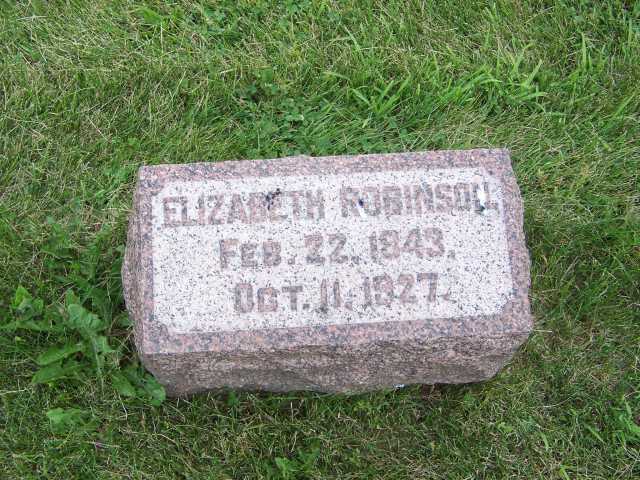 ELIZABETH ROBINSON.
FEB. 22, 1843.
OCT. 11, 1927.